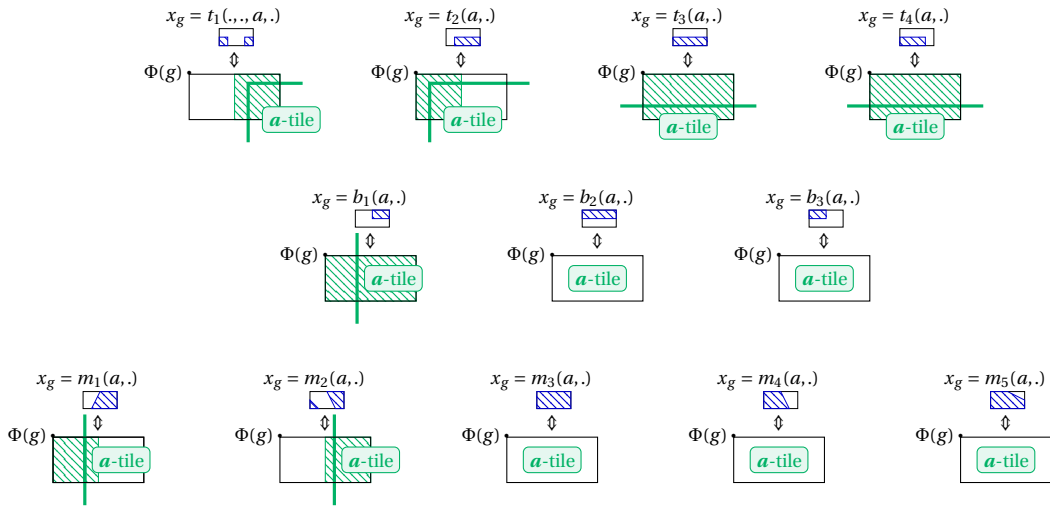 x_g = t_1(.,.,a,.) x_g = t_2(a,.) x_g = t_3(a,.) x_g = t_4(a,.)
⇕ ⇕ ⇕ ⇕
Φ(g) Φ(g)
a-tile a-tile a-tile a-tile
x_g = b_1(a,.) x_g = b_2(a,.) x_g = b_3(a,.)
⇕ ⇕ ⇕
Φ(g) Φ(g) Φ(g)
a-tile a-tile a-tile
x_g = m_1(a,.) x_g = m_2(a,.) x_g = m_3(a,.) x_g = m_4(a,.) x_g = m_5(a,.)
⇕ ⇕ ⇕ ⇕ ⇕
Φ(g) Φ(g) Φ(g) Φ(g) Φ(g)
a-tile a-tile a-tile a-tile a-tile